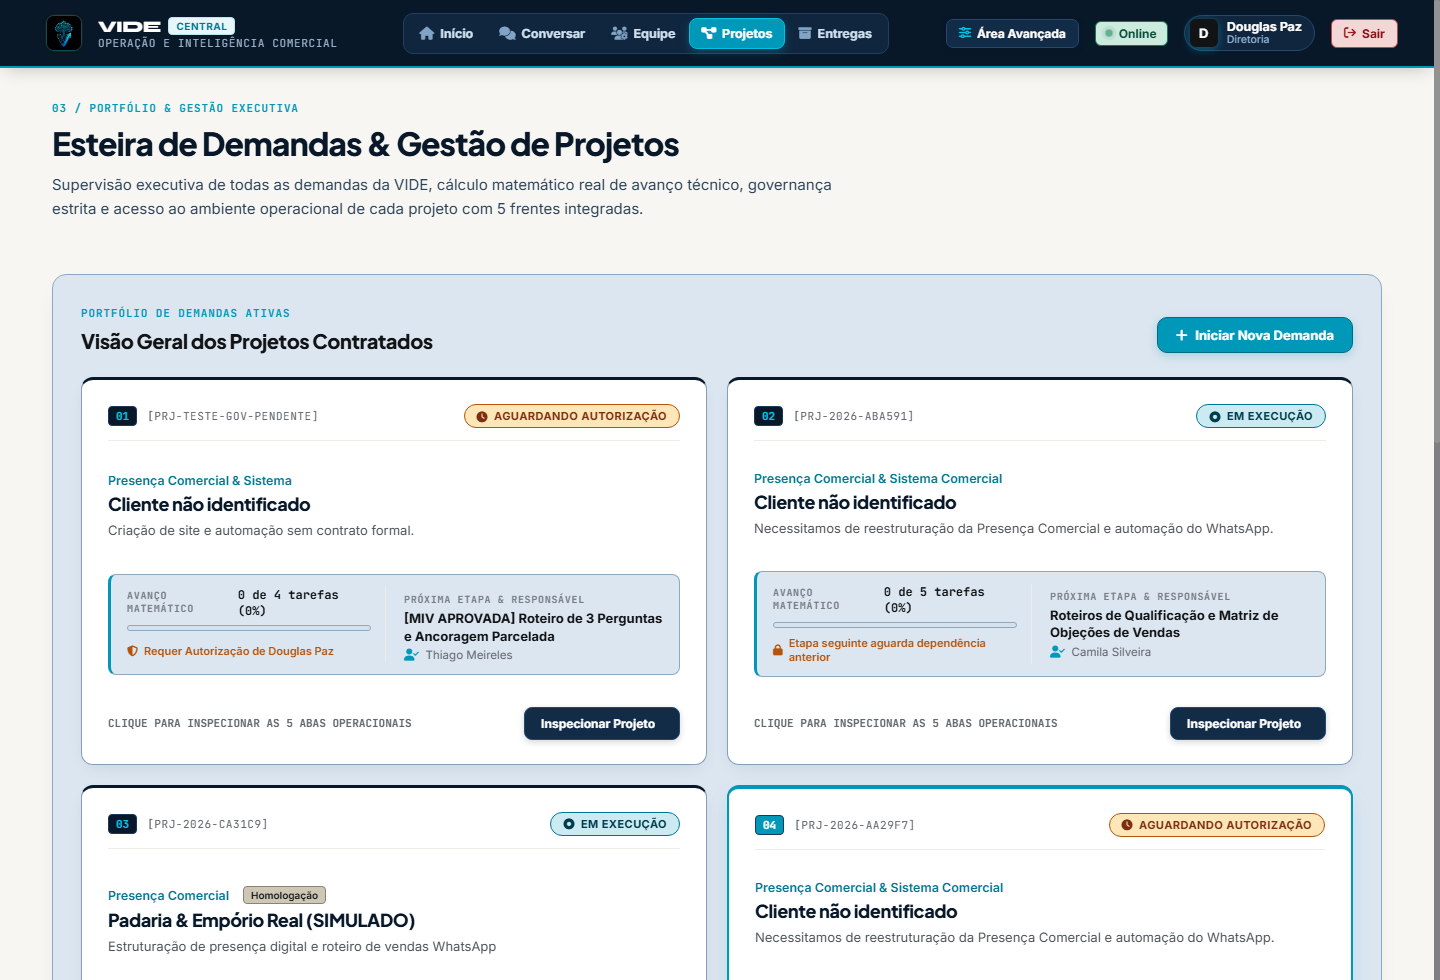 VIDE CENTRAL
OPERAÇÃO E INTELIGÊNCIA COMERCIAL
Início
Conversar
Equipe
Projetos
Entregas
Área Avançada
Online
D
Douglas Paz
Diretoria
Sair
03 / PORTFÓLIO & GESTÃO EXECUTIVA
Esteira de Demandas & Gestão de Projetos
Supervisão executiva de todas as demandas da VIDE, cálculo matemático real de avanço técnico, governança
estrita e acesso ao ambiente operacional de cada projeto com 5 frentes integradas.
PORTFÓLIO DE DEMANDAS ATIVAS
Visão Geral dos Projetos Contratados
Iniciar Nova Demanda
01 [PRJ-TESTE-GOV-PENDENTE]
AGUARDANDO AUTORIZAÇÃO
Presença Comercial & Sistema
Cliente não identificado
Criação de site e automação sem contrato formal.
AVANÇO
MATEMÁTICO
0 de 4 tarefas
(0%)
Requer Autorização de Douglas Paz
PRÓXIMA ETAPA & RESPONSÁVEL
[MIV APROVADA] Roteiro de 3 Perguntas
e Ancoragem Parcelada
Thiago Meireles
CLIQUE PARA INSPECIONAR AS 5 ABAS OPERACIONAIS
Inspecionar Projeto
02 [PRJ-2026-ABA591]
EM EXECUÇÃO
Presença Comercial & Sistema Comercial
Cliente não identificado
Necessitamos de reestruturação da Presença Comercial e automação do WhatsApp.
AVANÇO
MATEMÁTICO
0 de 5 tarefas
(0%)
Etapa seguinte aguarda dependência
anterior
PRÓXIMA ETAPA & RESPONSÁVEL
Roteiros de Qualificação e Matriz de
Objeções de Vendas
Camila Silveira
CLIQUE PARA INSPECIONAR AS 5 ABAS OPERACIONAIS
Inspecionar Projeto
03 [PRJ-2026-CA31C9]
EM EXECUÇÃO
Presença Comercial Homologação
Padaria & Empório Real (SIMULADO)
Estruturação de presença digital e roteiro de vendas WhatsApp
04 [PRJ-2026-AA29F7]
AGUARDANDO AUTORIZAÇÃO
Presença Comercial & Sistema Comercial
Cliente não identificado
Necessitamos de reestruturação da Presença Comercial e automação do WhatsApp.